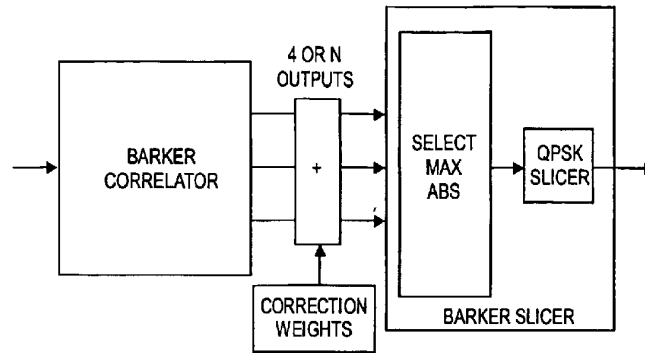 4 OR N
OUTPUTS
BARKER
CORRELATOR
+
CORRECTION
WEIGHTS
SELECT
MAX
ABS
QPSK
SLICER
BARKER SLICER